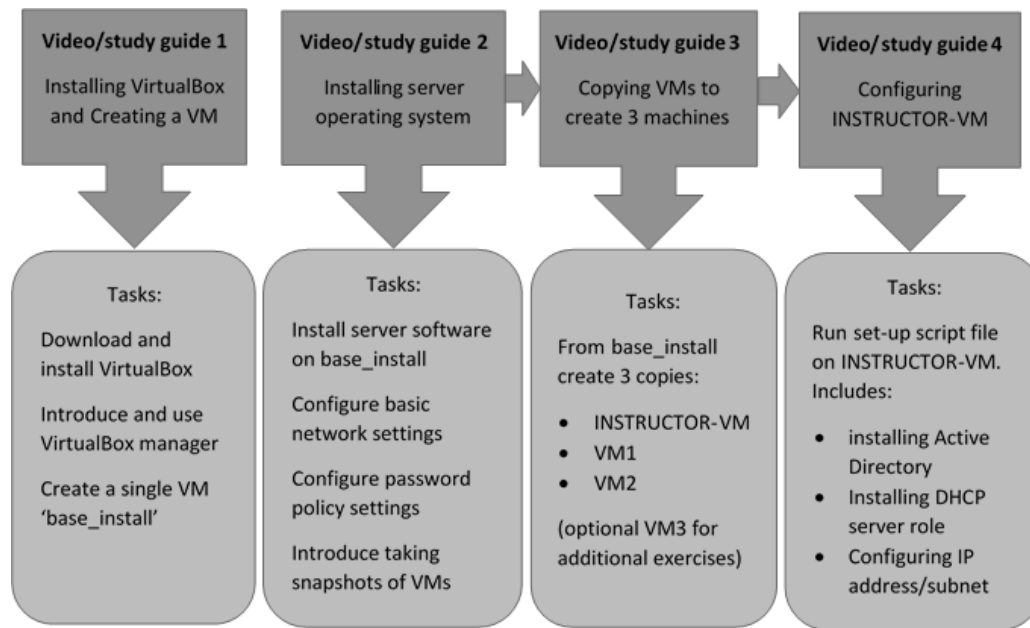 Video/study guide 1
Installing VirtualBox
and Creating a VM
Tasks:
Download and
install VirtualBox
Introduce and use
VirtualBox manager
Create a single VM
‘base_install’
Video/study guide 2
Installing server
operating system
Tasks:
Install server software
on base_install
Configure basic
network settings
Configure password
policy settings
Introduce taking
snapshots of VMs
Video/study guide 3
Copying VMs to
create 3 machines
Tasks:
From base_install
create 3 copies:
• INSTRUCTOR-VM
• VM1
• VM2
(optional VM3 for
additional exercises)
Video/study guide 4
Configuring
INSTRUCTOR-VM
Tasks:
Run set-up script file
on INSTRUCTOR-VM.
Includes:
• installing Active
Directory
• Installing DHCP
server role
• Configuring IP
address/subnet